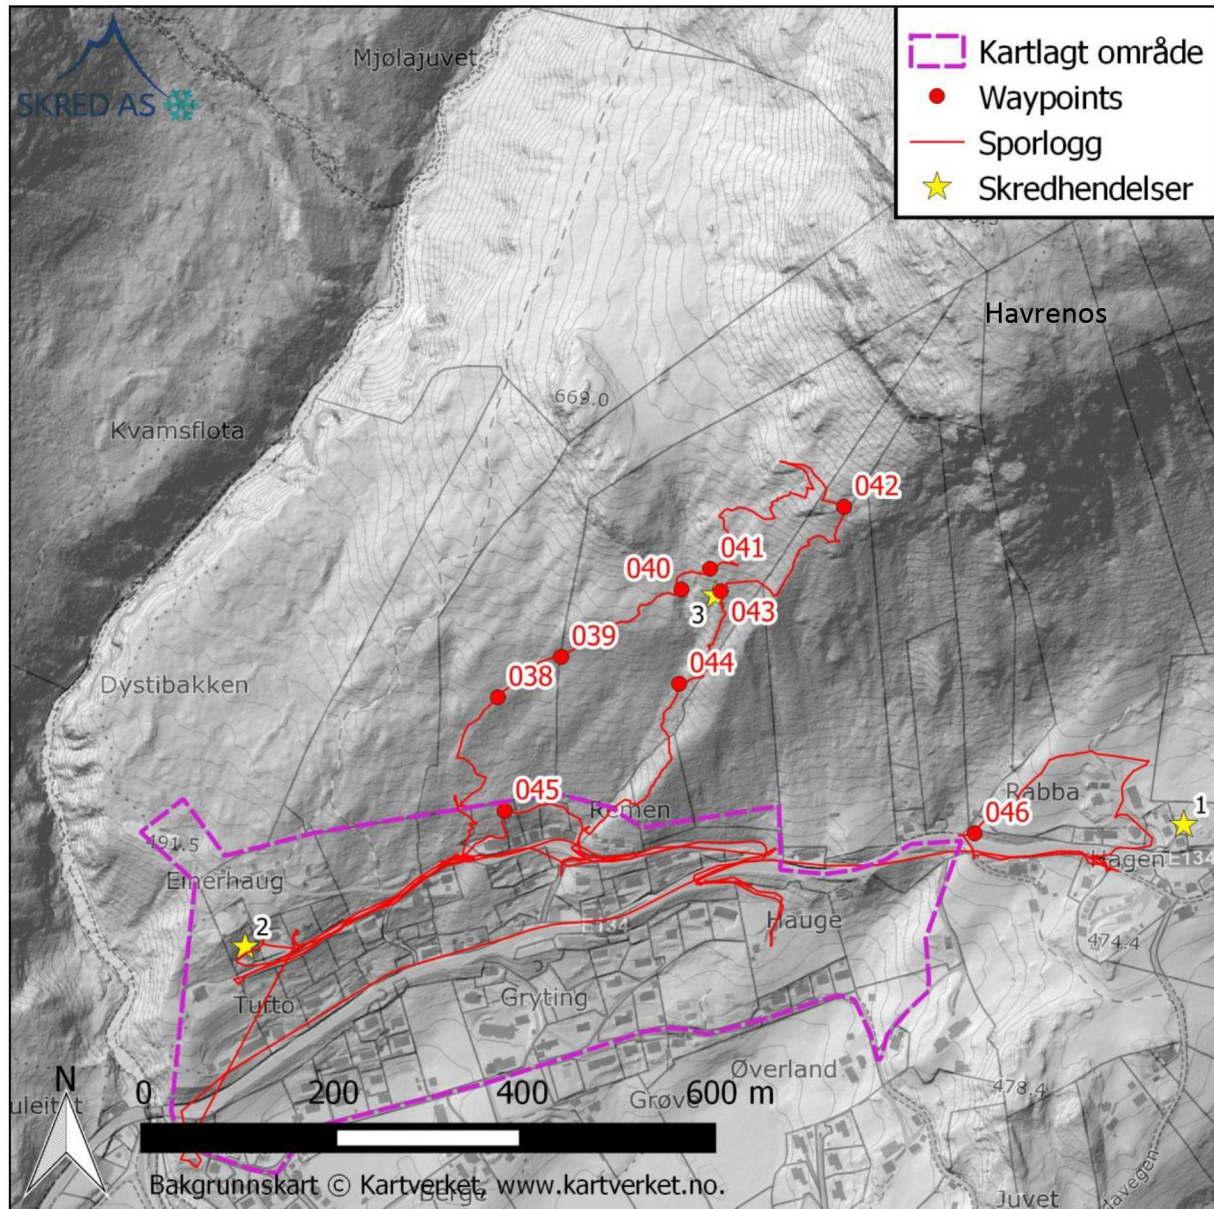 Mjølajuvet
SKRED AS
Kartlagt område
Waypoints
Sporlogg
Skredhendelser
Havrenos
669.0
Kvamsflota
042
041
040
3
043
039
044
038
Dystibakken
045
Remen
Rabba
046
1
491.5
Hagen
E134
Einerhaug
2
Hauge
E134
474.4
Tufto
Gryting
Øverland
478.4
N
0
200
400
600 m
Grøve
Bakgrunnskart © Kartverket, www.kartverket.no.
Berge
Juvet